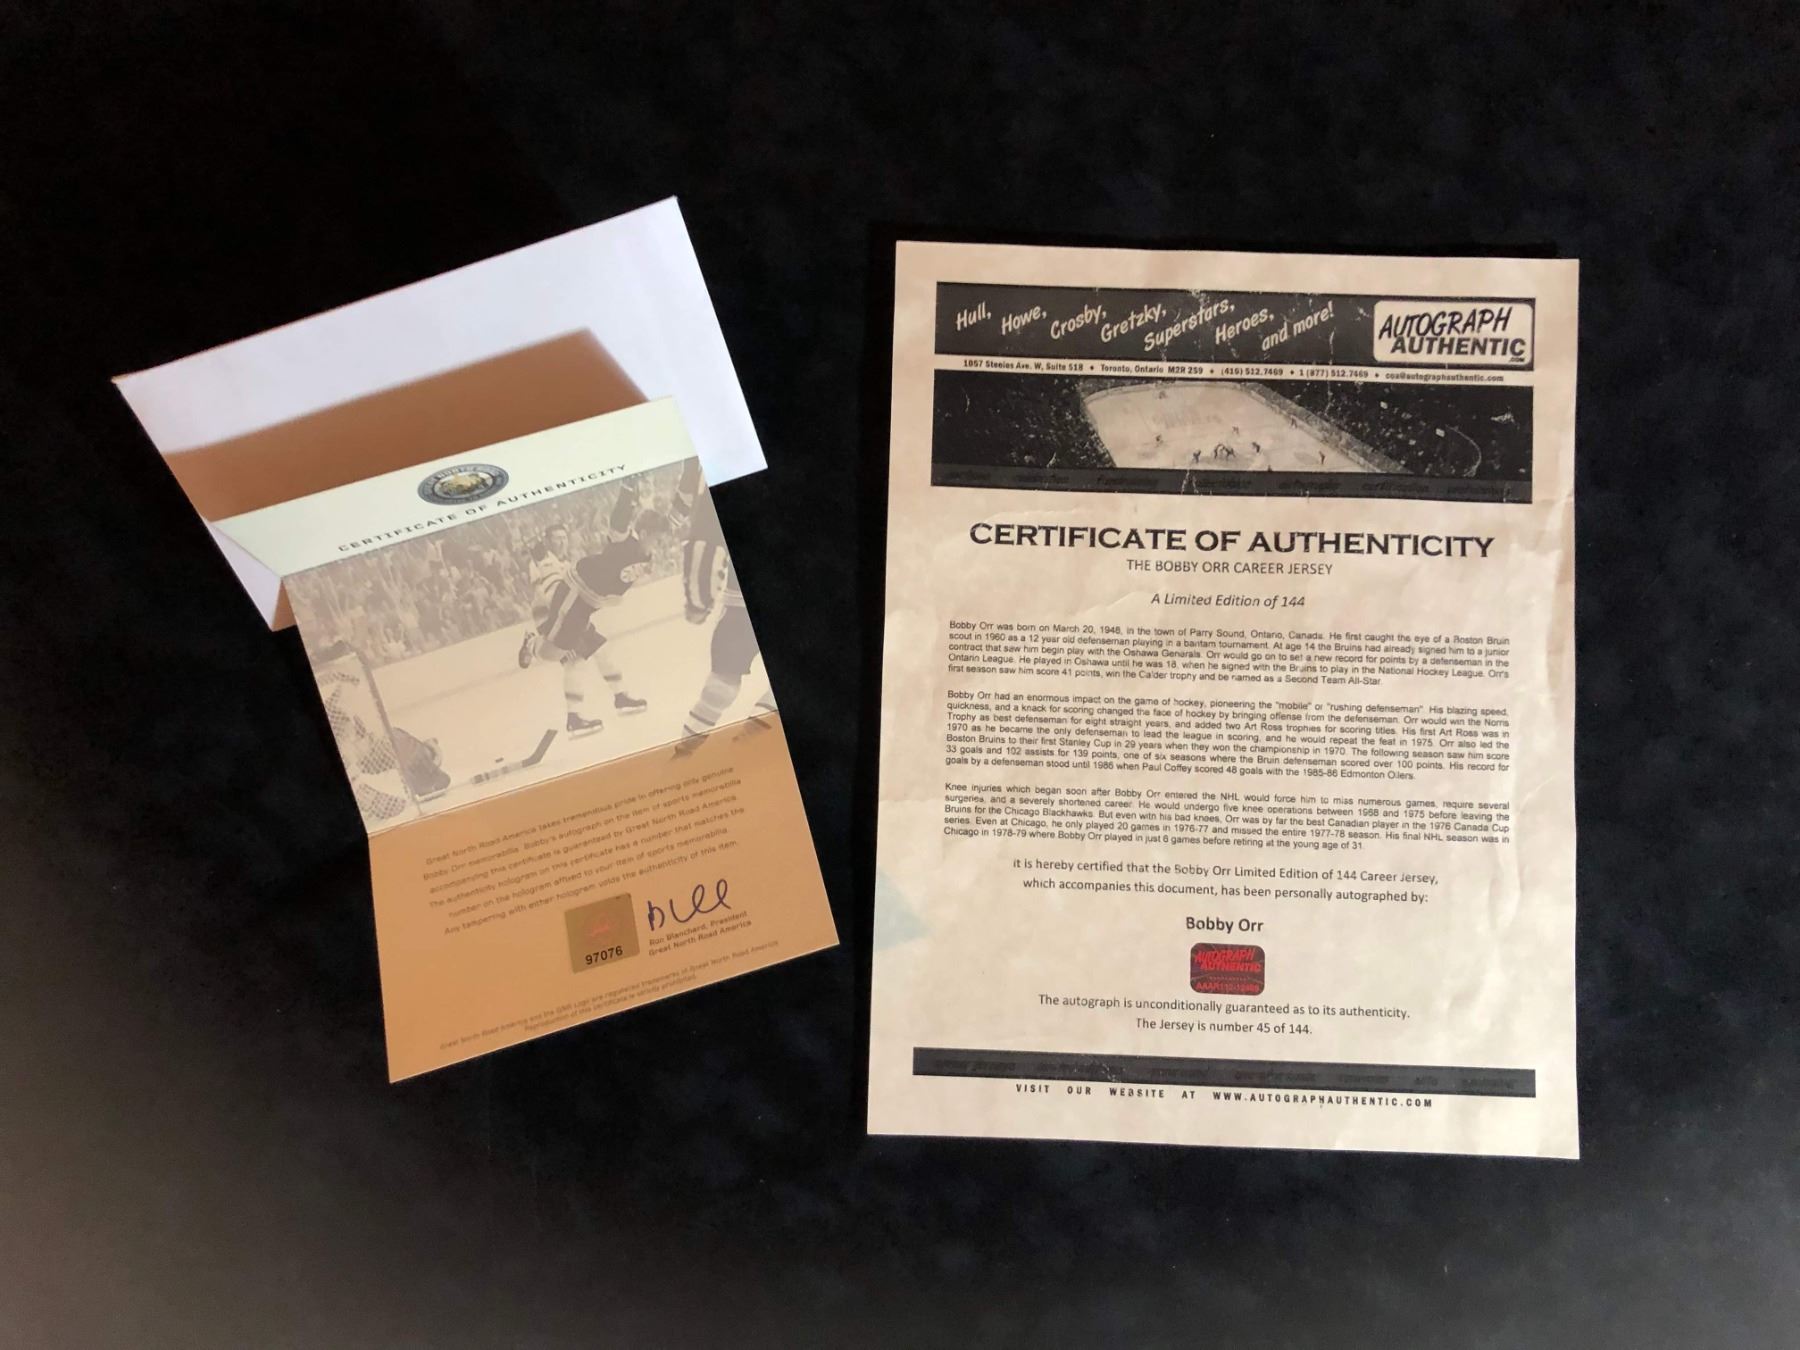 CERTIFICATE OF AUTHENTICITY
Great North Road America takes tremendous pride in offering only genuine
Bobby Orr memorabilia. Bobby's autograph on the item of sports memorabilia
accompanying this certificate is guaranteed by Great North Road America.
The authenticity hologram on this certificate has a number that matches the
number on the hologram affixed to your item of sports memorabilia.
Any tampering with either hologram voids the authenticity of this item.
97076
Ron Blanchard, President
Great North Road America
Great North Road America and the GNR Logo are registered trademarks of Great North Road America
Reproduction of this certificate is strictly prohibited.
Hull, Howe, Crosby, Gretzky, Superstars, Heroes, and more!
AUTOGRAPH
AUTHENTIC
.COM
1057 Steeles Ave. W, Suite 518 • Toronto, Ontario M2R 2S9 • (416) 512.7469 • 1 (877) 512.7469 • coa@autographauthentic.com
CERTIFICATE OF AUTHENTICITY
THE BOBBY ORR CAREER JERSEY
A Limited Edition of 144
Bobby Orr was born on March 20, 1948, in the town of Parry Sound, Ontario, Canada. He first caught the eye of a Boston Bruin
scout in 1960 as a 12 year old defenseman playing in a bantam tournament. At age 14 the Bruins had already signed him to a junior
contract that saw him begin play with the Oshawa Generals. Orr would go on to set a new record for points by a defenseman in the
Ontario League. He played in Oshawa until he was 18, when he signed with the Bruins to play in the National Hockey League. Orr's
first season saw him score 41 points, win the Calder trophy and be named as a Second Team All-Star.
Bobby Orr had an enormous impact on the game of hockey, pioneering the "mobile" or "rushing defenseman". His blazing speed,
quickness, and a knack for scoring changed the face of hockey by bringing offense from the defenseman. Orr would win the Norris
Trophy as best defenseman for eight straight years, and added two Art Ross trophies for scoring titles. His first Art Ross was in
1970 as he became the only defenseman to lead the league in scoring, and he would repeat the feat in 1975. Orr also led the
Boston Bruins to their first Stanley Cup in 29 years when they won the championship in 1970. The following season saw him score
33 goals and 102 assists for 139 points, one of six seasons where the Bruin defenseman scored over 100 points. His record for
goals by a defenseman stood until 1986 when Paul Coffey scored 48 goals with the 1985-86 Edmonton Oilers.
Knee injuries which began soon after Bobby Orr entered the NHL would force him to miss numerous games, require several
surgeries, and a severely shortened career. He would undergo five knee operations between 1968 and 1975 before leaving the
Bruins for the Chicago Blackhawks. But even with his bad knees, Orr was by far the best Canadian player in the 1976 Canada Cup
series. Even at Chicago, he only played 20 games in 1976-77 and missed the entire 1977-78 season. His final NHL season was in
Chicago in 1978-79 where Bobby Orr played in just 6 games before retiring at the young age of 31.
It is hereby certified that the Bobby Orr Limited Edition of 144 Career Jersey,
which accompanies this document, has been personally autographed by:
Bobby Orr
AUTOGRAPH
AUTHENTIC
The autograph is unconditionally guaranteed as to its authenticity.
The Jersey is number 45 of 144.
VISIT OUR WEBSITE AT WWW.AUTOGRAPHAUTHENTIC.COM